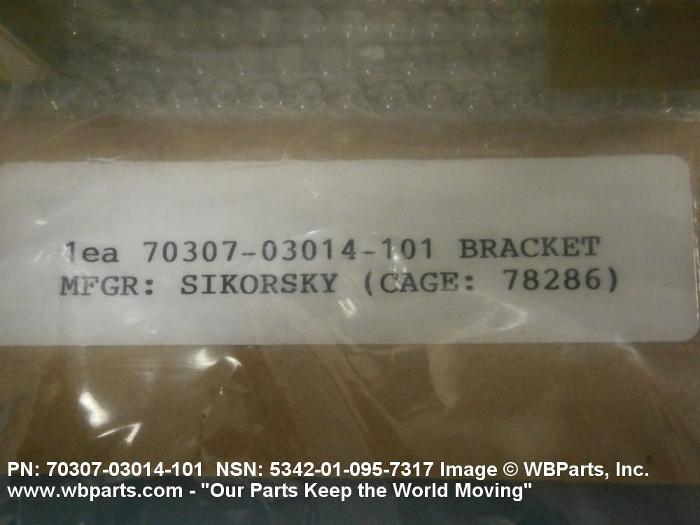 1ea 70307-03014-101 BRACKET
MFGR: SIKORSKY (CAGE: 78286)
PN: 70307-03014-101 NSN: 5342-01-095-7317 Image © WBParts, Inc.
www.wbparts.com - "Our Parts Keep the World Moving"